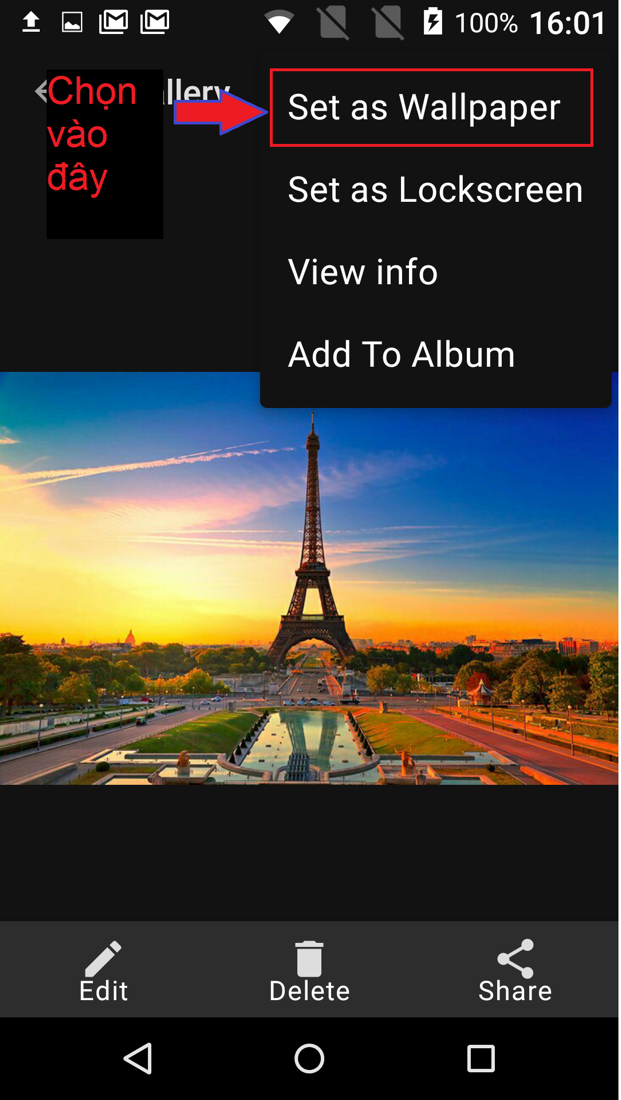 100% 16:01
allery
Chọn
vào
đây
Set as Wallpaper
Set as Lockscreen
View info
Add To Album
Edit
Delete
Share